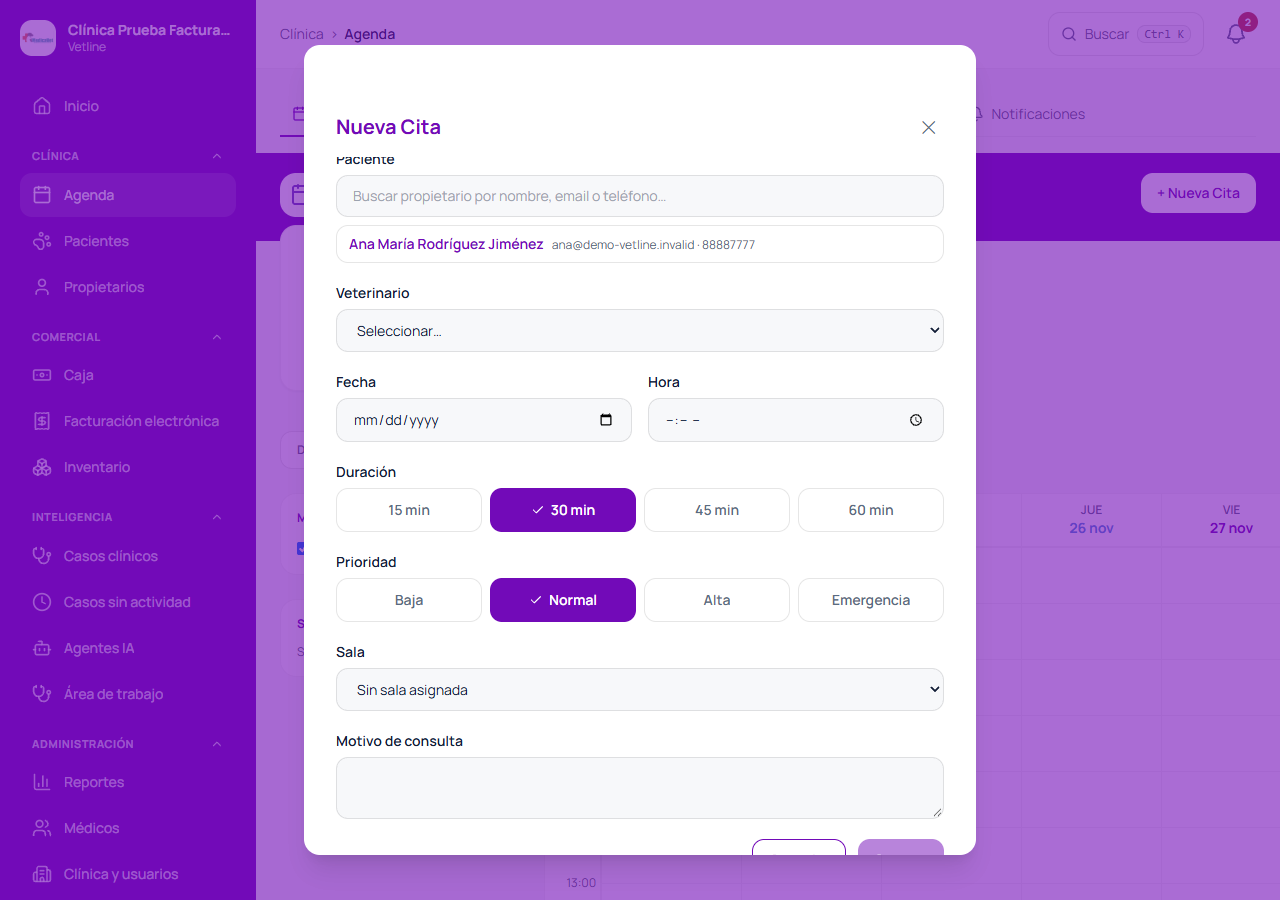 Clínica Prueba Factura...
Vetline
Inicio
CLÍNICA
Agenda
Pacientes
Propietarios
COMERCIAL
Caja
Facturación electrónica
Inventario
INTELIGENCIA
Casos clínicos
Casos sin actividad
Agentes IA
Área de trabajo
ADMINISTRACIÓN
Reportes
Médicos
Clínica y usuarios
Clínica > Agenda
Buscar Ctrl K
2
Notificaciones
+ Nueva Cita
Nueva Cita
Paciente
Buscar propietario por nombre, email o teléfono...
Ana María Rodríguez Jiménez ana@demo-vetline.invalid · 88887777
Veterinario
Seleccionar...
Fecha Hora
mm/dd/yyyy --:-- --
Duración
15 min 30 min 45 min 60 min
Prioridad
Baja Normal Alta Emergencia
Sala
Sin sala asignada
Motivo de consulta
JUE VIE
26 nov 27 nov
13:00